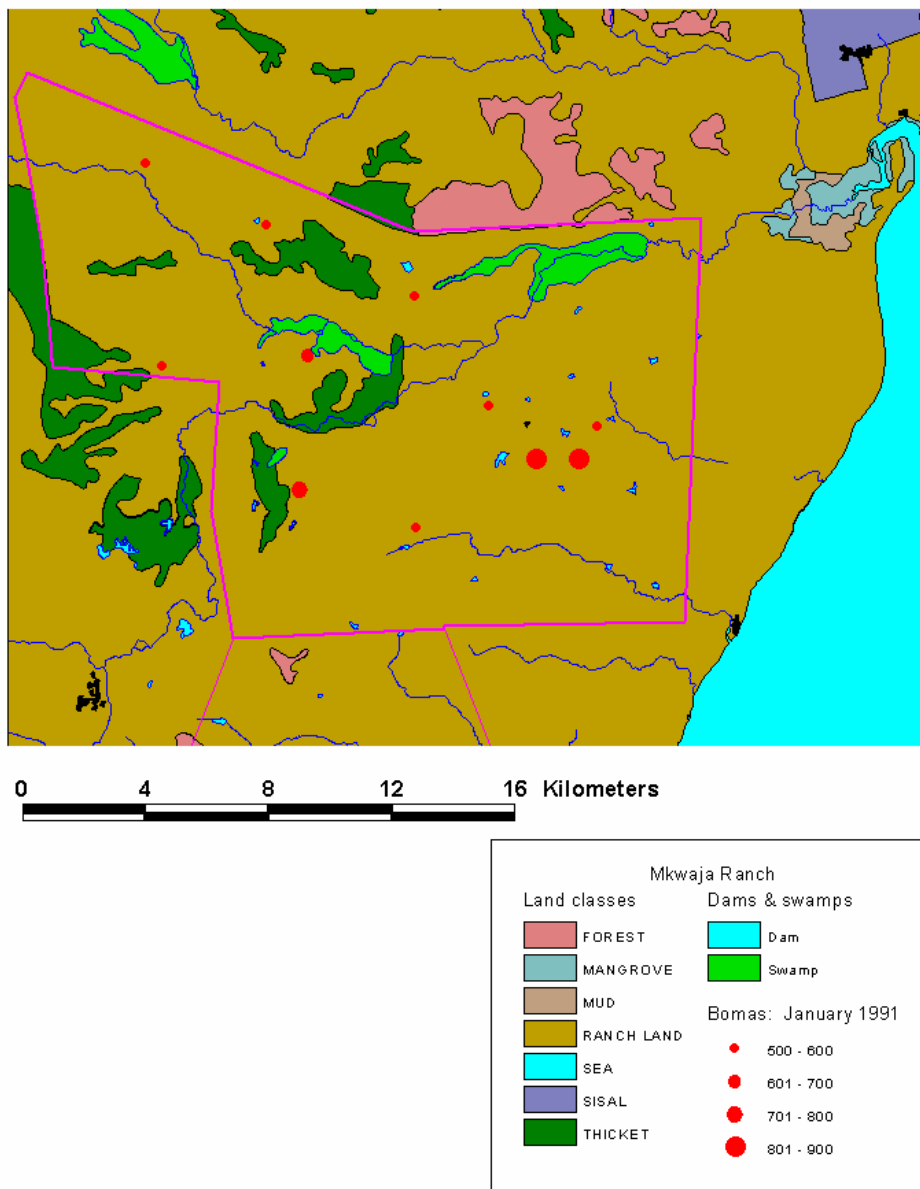 0 4 8 12 16 Kilometers
Mkwaja Ranch
Land classes
FOREST
MANGROVE
MUD
RANCH LAND
SEA
SISAL
THICKET
Dams & swamps
Dam
Swamp
Bomas: January 1991
500 - 600
601 - 700
701 - 800
801 - 900